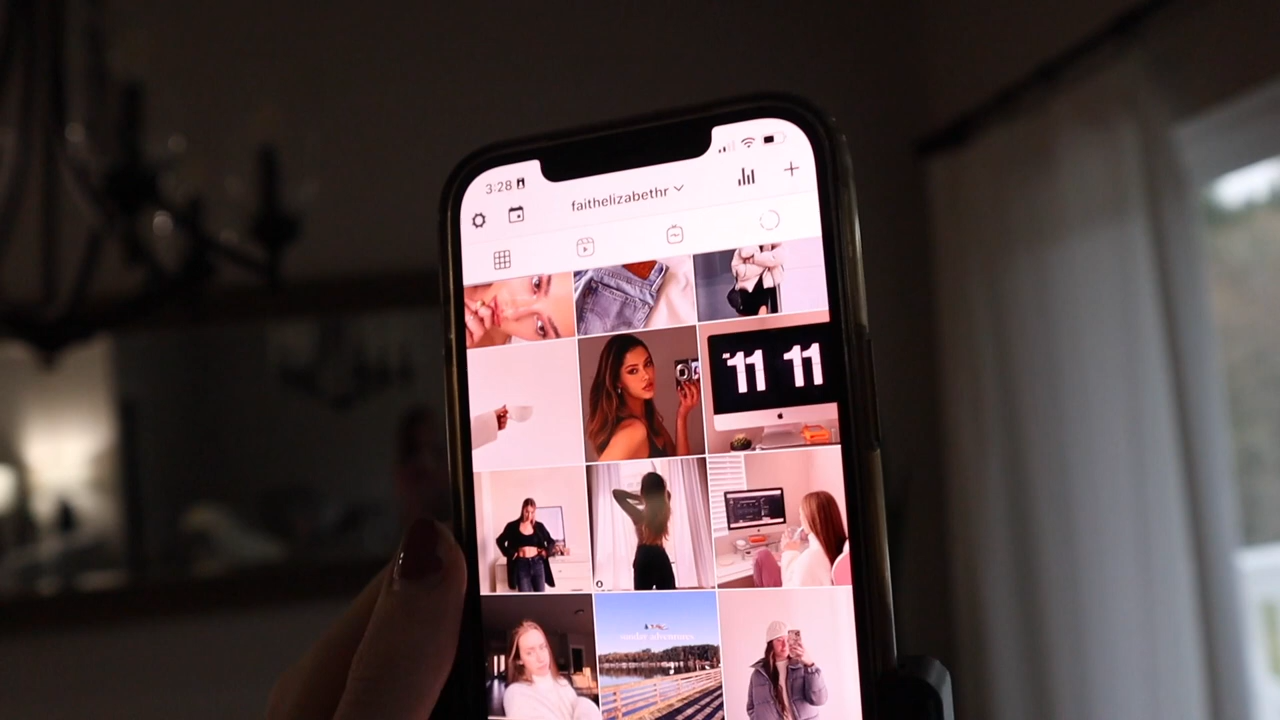 3:28
faithelizabethr
11 11
sunday adventures